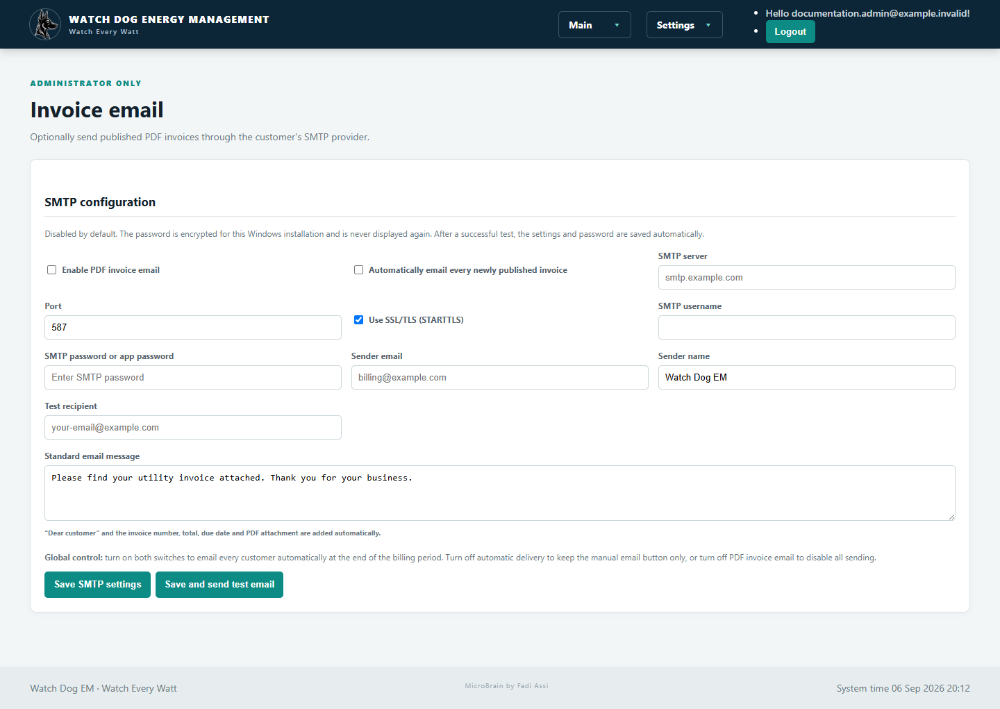 WATCH DOG ENERGY MANAGEMENT
Watch Every Watt
Main
Settings
Hello documentation.admin@example.invalid!
Logout
ADMINISTRATOR ONLY
Invoice email
Optionally send published PDF invoices through the customer's SMTP provider.
SMTP configuration
Disabled by default. The password is encrypted for this Windows installation and is never displayed again. After a successful test, the settings and password are saved automatically.
Enable PDF invoice email
Automatically email every newly published invoice
SMTP server
smtp.example.com
Port
587
Use SSL/TLS (STARTTLS)
SMTP username
SMTP password or app password
Enter SMTP password
Sender email
billing@example.com
Sender name
Watch Dog EM
Test recipient
your-email@example.com
Standard email message
Please find your utility invoice attached. Thank you for your business.
“Dear customer” and the invoice number, total, due date and PDF attachment are added automatically.
Global control: turn on both switches to email every customer automatically at the end of the billing period. Turn off automatic delivery to keep the manual email button only, or turn off PDF invoice email to disable all sending.
Save SMTP settings
Save and send test email
Watch Dog EM · Watch Every Watt
MicroBrain by Fadi Assi
System time 06 Sep 2026 20:12